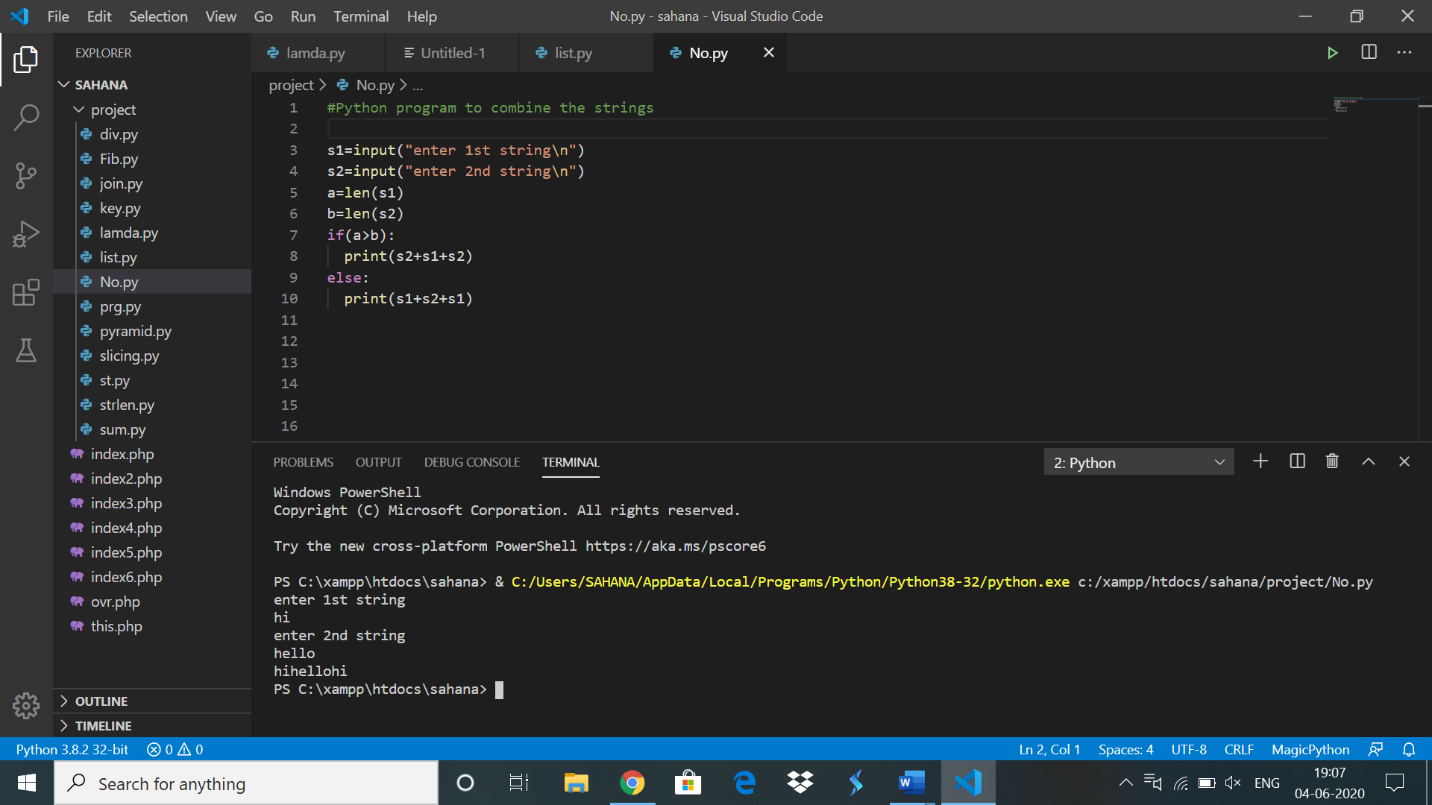 File Edit Selection View Go Run Terminal Help No.py - sahana - Visual Studio Code
EXPLORER
SAHANA
project
div.py
Fib.py
join.py
key.py
lamda.py
list.py
No.py
prg.py
pyramid.py
slicing.py
st.py
strlen.py
sum.py
index.php
index2.php
index3.php
index4.php
index5.php
index6.php
ovr.php
this.php
OUTLINE
TIMELINE
lamda.py Untitled-1 list.py No.py
project No.py ...
1 #Python program to combine the strings
2
3 s1=input("enter 1st string\n")
4 s2=input("enter 2nd string\n")
5 a=len(s1)
6 b=len(s2)
7 if(a>b):
8 print(s2+s1+s2)
9 else:
10 print(s1+s2+s1)
11
12
13
14
15
16
PROBLEMS OUTPUT DEBUG CONSOLE TERMINAL 2: Python
Windows PowerShell
Copyright (C) Microsoft Corporation. All rights reserved.
Try the new cross-platform PowerShell https://aka.ms/pscore6
PS C:\xampp\htdocs\sahana> & C:/Users/SAHANA/AppData/Local/Programs/Python/Python38-32/python.exe c:/xampp/htdocs/sahana/project/No.py
enter 1st string
hi
enter 2nd string
hello
hihellohi
PS C:\xampp\htdocs\sahana>
Python 3.8.2 32-bit 0 0 Ln 2, Col 1 Spaces: 4 UTF-8 CRLF MagicPython
Search for anything
ENG
19:07
04-06-2020